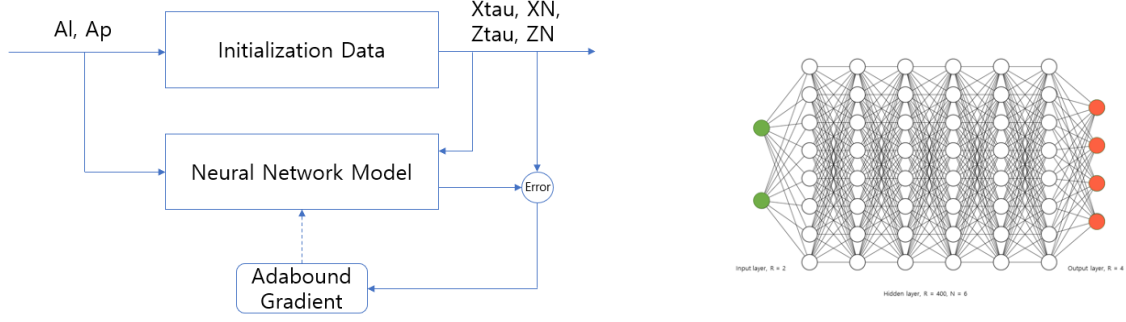 Al, Ap
Initialization Data
Xtau, XN,
Ztau, ZN
Neural Network Model
Error
Adabound
Gradient
Input layer, R = 2
Output layer, R = 4
Hidden layer, R = 400, N = 6